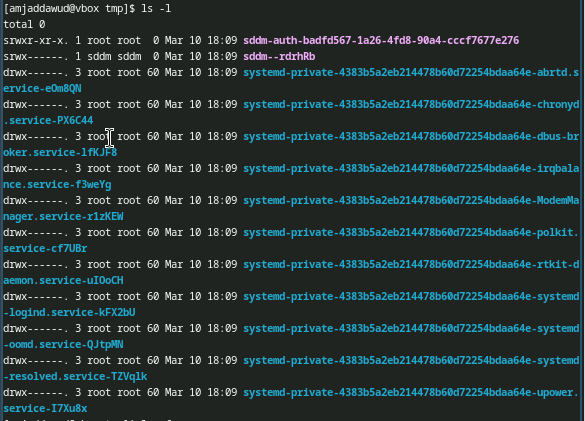 [amjaddawud@vbox tmp]$ ls -l
total 0
srwxr-xr-x. 1 root root  0 Mar 10 18:09 sddm-auth-badfd567-1a26-4fd8-90a4-cccf7677e276
srwx------. 1 sddm sddm  0 Mar 10 18:09 sddm--rdrhRb
drwx------. 3 root root 60 Mar 10 18:09 systemd-private-4383b5a2eb214478b60d72254bdaa64e-abrtd.s
ervice-eOm8QN
drwx------. 3 root root 60 Mar 10 18:09 systemd-private-4383b5a2eb214478b60d72254bdaa64e-chronyd
.service-PX6C44
drwx------. 3 root root 60 Mar 10 18:09 systemd-private-4383b5a2eb214478b60d72254bdaa64e-dbus-br
oker.service-lfKJF8
drwx------. 3 root root 60 Mar 10 18:09 systemd-private-4383b5a2eb214478b60d72254bdaa64e-irqbala
nce.service-f3weYg
drwx------. 3 root root 60 Mar 10 18:09 systemd-private-4383b5a2eb214478b60d72254bdaa64e-ModemMa
nager.service-r1zKEW
drwx------. 3 root root 60 Mar 10 18:09 systemd-private-4383b5a2eb214478b60d72254bdaa64e-polkit.
service-cf7UBr
drwx------. 3 root root 60 Mar 10 18:09 systemd-private-4383b5a2eb214478b60d72254bdaa64e-rtkit-d
aemon.service-uIOoCH
drwx------. 3 root root 60 Mar 10 18:09 systemd-private-4383b5a2eb214478b60d72254bdaa64e-systemd
-logind.service-kFX2bU
drwx------. 3 root root 60 Mar 10 18:09 systemd-private-4383b5a2eb214478b60d72254bdaa64e-systemd
-oomd.service-QJtpMN
drwx------. 3 root root 60 Mar 10 18:09 systemd-private-4383b5a2eb214478b60d72254bdaa64e-systemd
-resolved.service-TZVqlk
drwx------. 3 root root 60 Mar 10 18:09 systemd-private-4383b5a2eb214478b60d72254bdaa64e-upower.
service-I7Xu8x